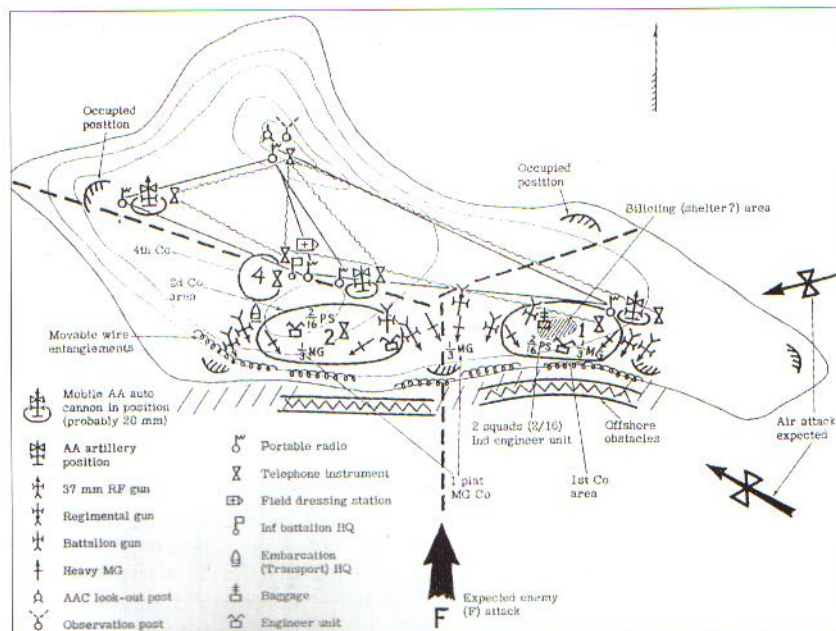 Occupied
position
Occupied
position
Billeting (shelter?) area
4th Co
4
2d Co
area
2/16 PS
2
1/3 MG
Movable wire
entanglements
1/3 MG
1
2/16 PS
1/3 MG
Air attack
expected
2 squads (2/16)
Ind engineer unit
Offshore
obstacles
1 plat
MG Co
1st Co
area
Expected enemy
(F) attack
F
Mobile AA auto
cannon in position
(probably 20 mm)
AA artillery
position
37 mm RF gun
Regimental gun
Battalion gun
Heavy MG
AAC look-out post
Observation post
Portable radio
Telephone instrument
Field dressing station
Inf battalion HQ
Embarcation
(Transport) HQ
Baggage
Engineer unit